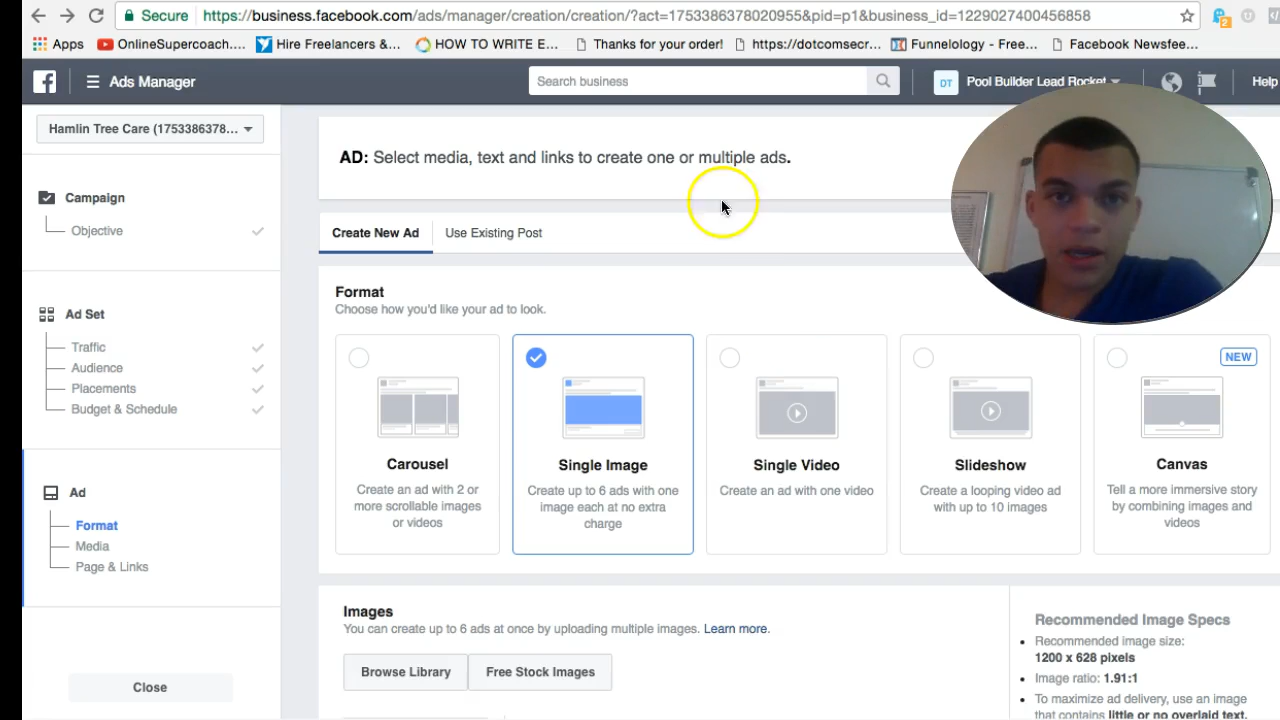 Secure https://business.facebook.com/ads/manager/creation/creation/?act=1753386378020955&pid=p1&business_id=1229027400456858
2
Apps OnlineSupercoach.... Hire Freelancers &... HOW TO WRITE E... Thanks for your order! https://dotcomsecr... Funnelology - Free... Facebook Newsfee...
Ads Manager Search business DT Pool Builder Lead Rocket Help
Hamlin Tree Care (1753386378...
AD: Select media, text and links to create one or multiple ads.
Campaign
Objective
Create New Ad Use Existing Post
Format
Choose how you'd like your ad to look.
Ad Set
Traffic
Audience
Placements
Budget & Schedule
NEW
Carousel
Create an ad with 2 or
more scrollable images
or videos
Single Image
Create up to 6 ads with one
image each at no extra
charge
Single Video
Create an ad with one video
Slideshow
Create a looping video ad
with up to 10 images
Canvas
Tell a more immersive story
by combining images and
videos
Ad
Format
Media
Page & Links
Close
Images
You can create up to 6 ads at once by uploading multiple images. Learn more.
Browse Library Free Stock Images
Recommended Image Specs
Recommended image size:
1200 x 628 pixels
Image ratio: 1.91:1
To maximize ad delivery, use an image
that contains little or no overlaid text.